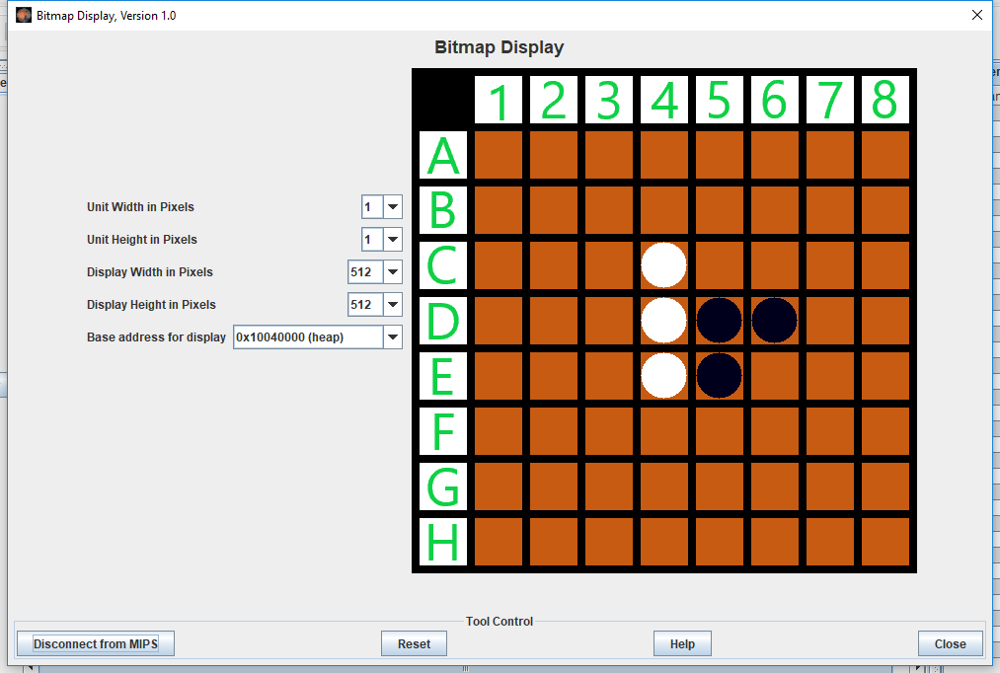 Bitmap Display, Version 1.0
Bitmap Display
1 2 3 4 5 6 7 8
A
B
C
D
E
F
G
H
Unit Width in Pixels 1
Unit Height in Pixels 1
Display Width in Pixels 512
Display Height in Pixels 512
Base address for display 0x10040000 (heap)
Tool Control
Disconnect from MIPS Reset Help Close